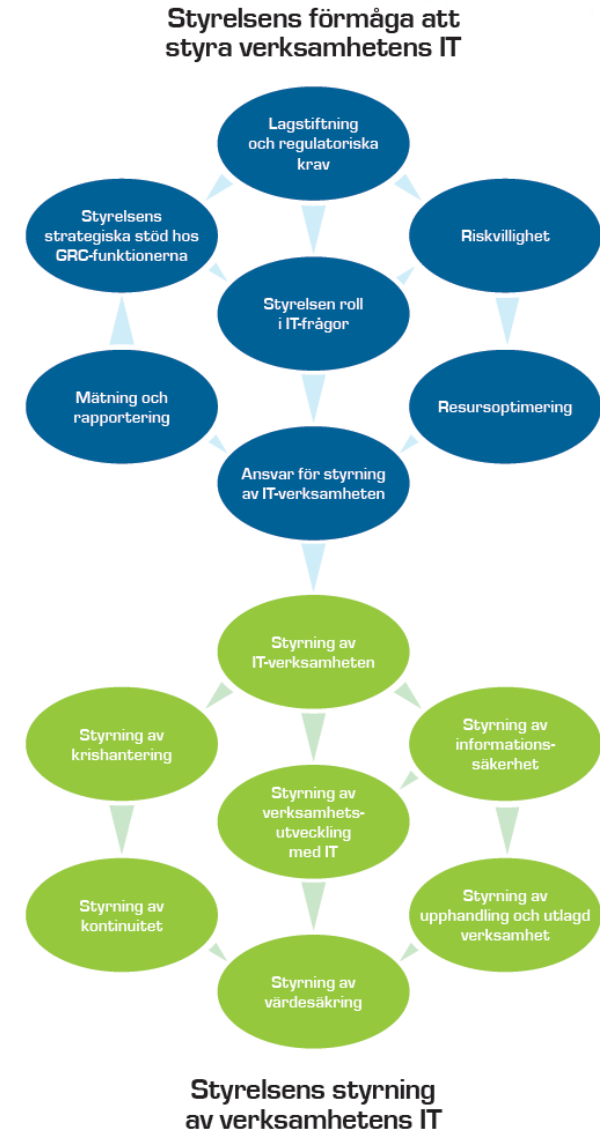 Styrelsens förmåga att
styra verksamhetens IT
Lagstiftning
och regulatoriska
krav
Styrelsens
strategiska stöd hos
GRC-funktionerna
Riskvillighet
Styrelsen roll
i IT-frågor
Mätning och
rapportering
Resursoptimering
Ansvar för styrning
av IT-verksamheten
Styrning av
IT-verksamheten
Styrning av
krishantering
Styrning av
informations-
säkerhet
Styrning av
verksamhets-
utveckling
med IT
Styrning av
kontinuitet
Styrning av
upphandling och utlagd
verksamhet
Styrning av
värdesäkring
Styrelsens styrning
av verksamhetens IT